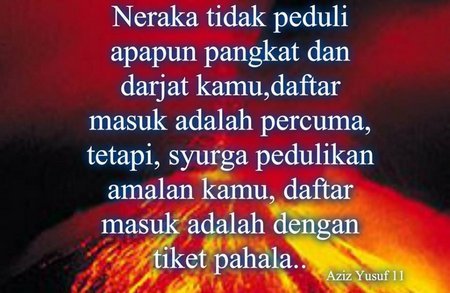 Neraka tidak peduli
apapun pangkat dan
darjat kamu,daftar
masuk adalah percuma,
tetapi, syurga pedulikan
amalan kamu, daftar
masuk adalah dengan
tiket pahala..
Aziz Yusuf 11